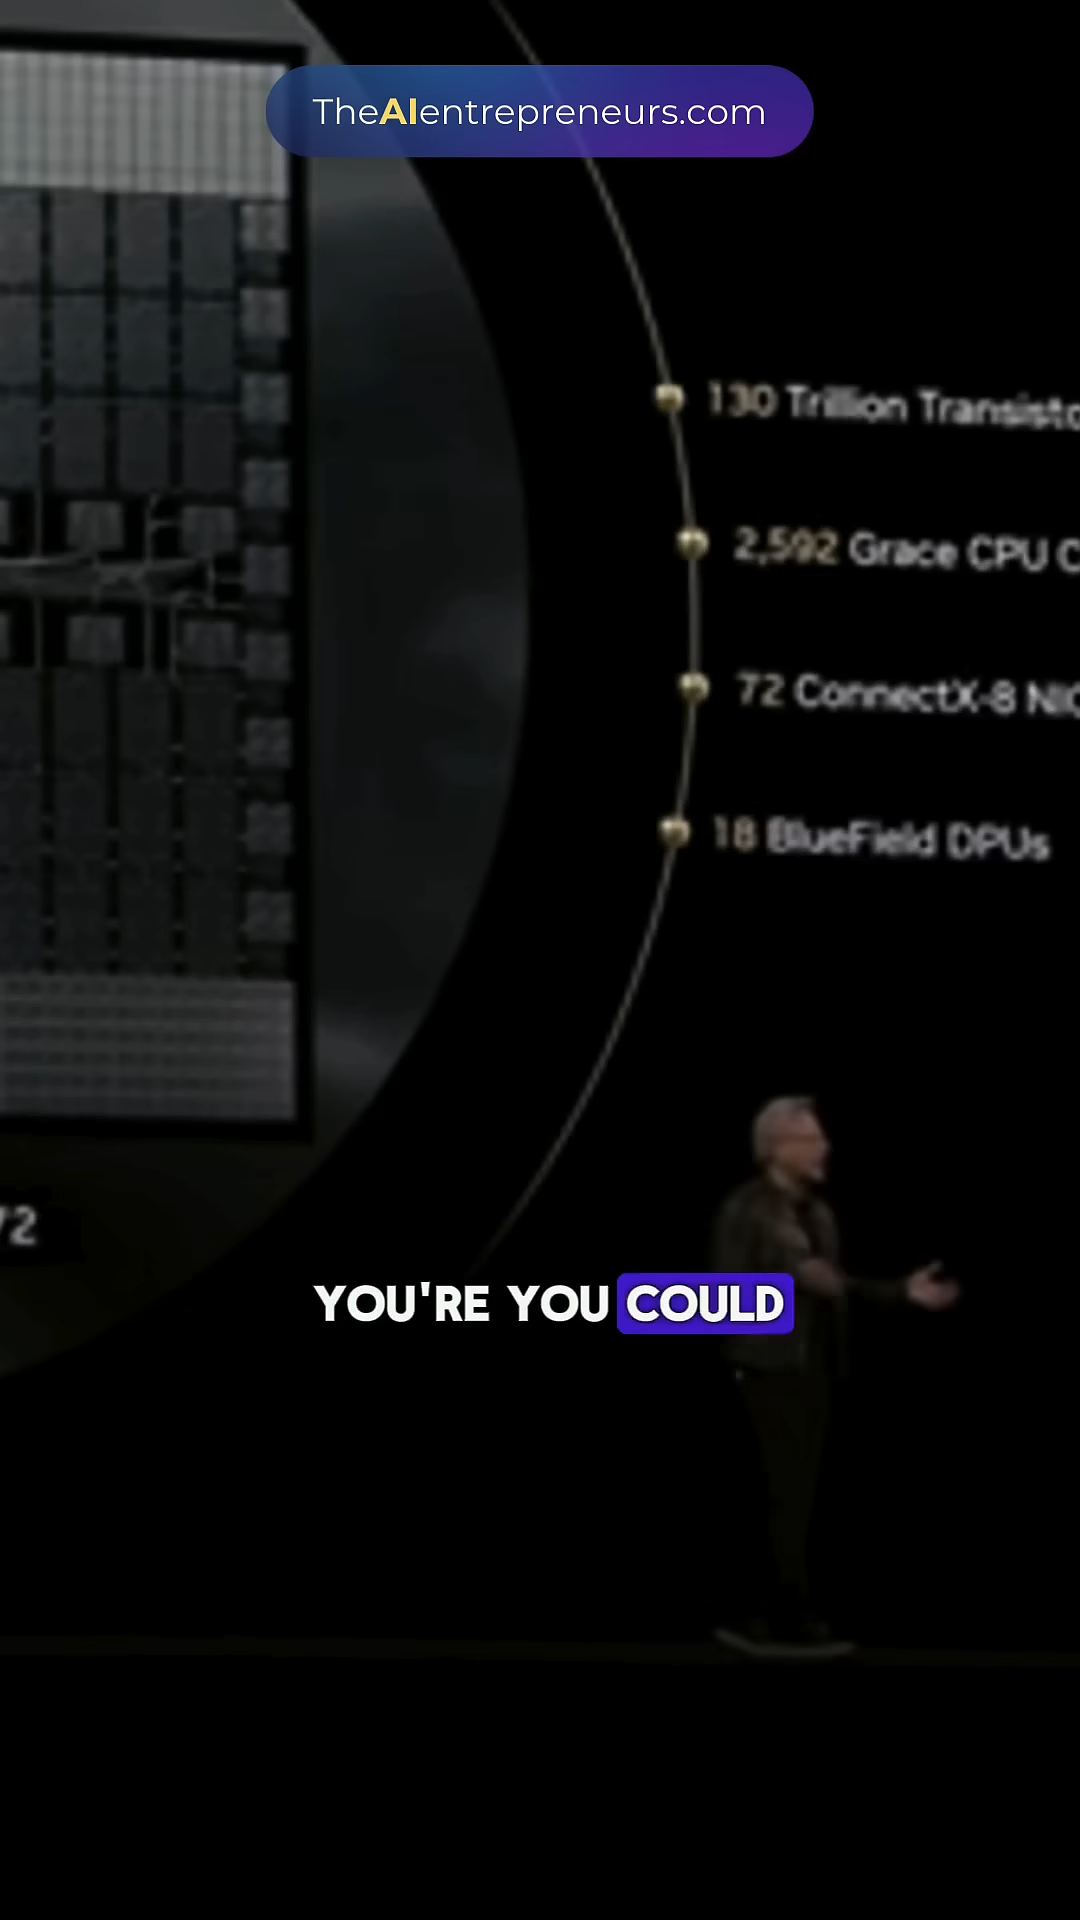 TheAIentrepreneurs.com
130 Trillion Transisto
2,592 Grace CPU C
72 ConnectX-8 NIC
18 BlueField DPUs
72
YOU'RE YOU COULD